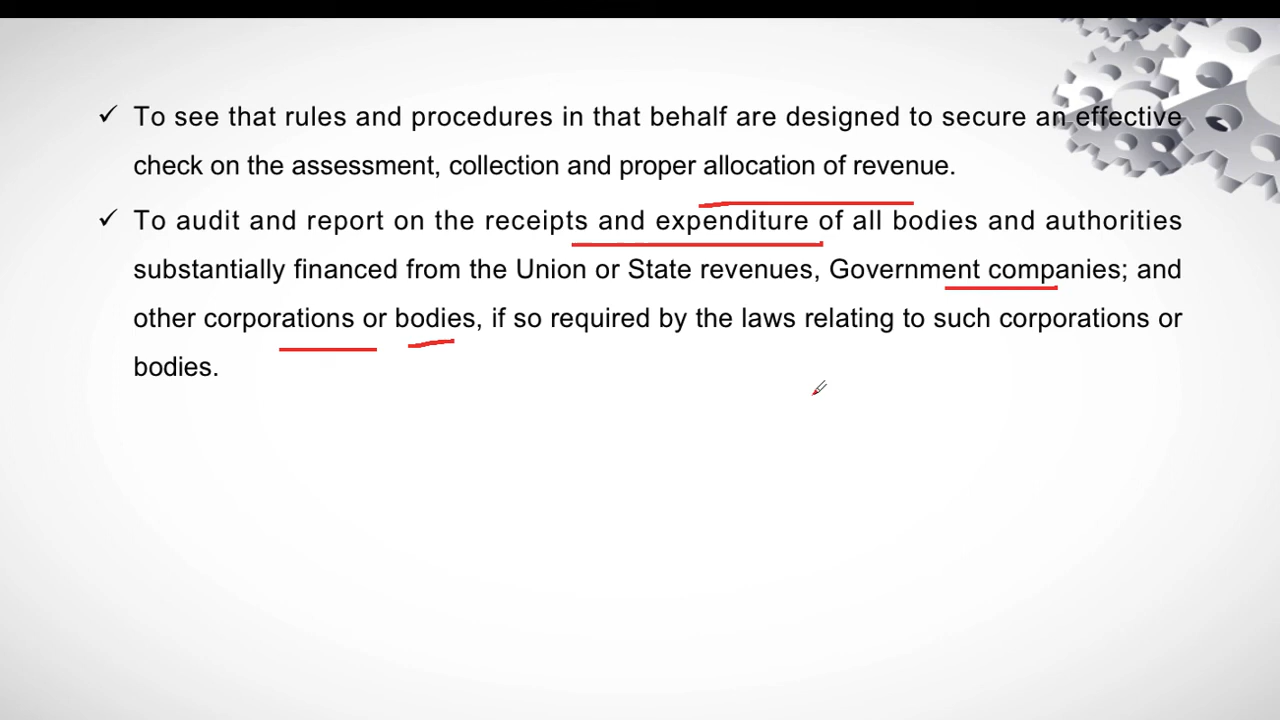 ✓ To see that rules and procedures in that behalf are designed to secure an effective
check on the assessment, collection and proper allocation of revenue.
✓ To audit and report on the receipts and expenditure of all bodies and authorities
substantially financed from the Union or State revenues, Government companies; and
other corporations or bodies, if so required by the laws relating to such corporations or
bodies.